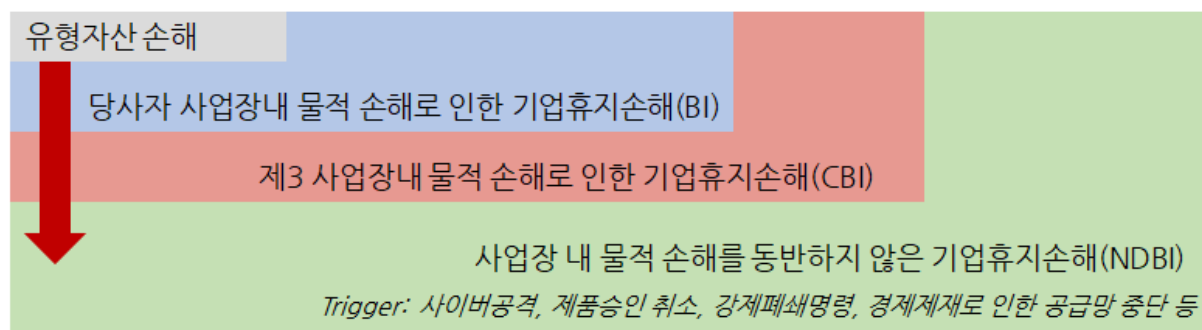 유형자산 손해
당사자 사업장내 물적 손해로 인한 기업휴지손해(BI)
제3 사업장내 물적 손해로 인한 기업휴지손해(CBI)
사업장 내 물적 손해를 동반하지 않은 기업휴지손해(NDBI)
Trigger: 사이버공격, 제품승인 취소, 강제폐쇄명령, 경제제재로 인한 공급망 중단 등